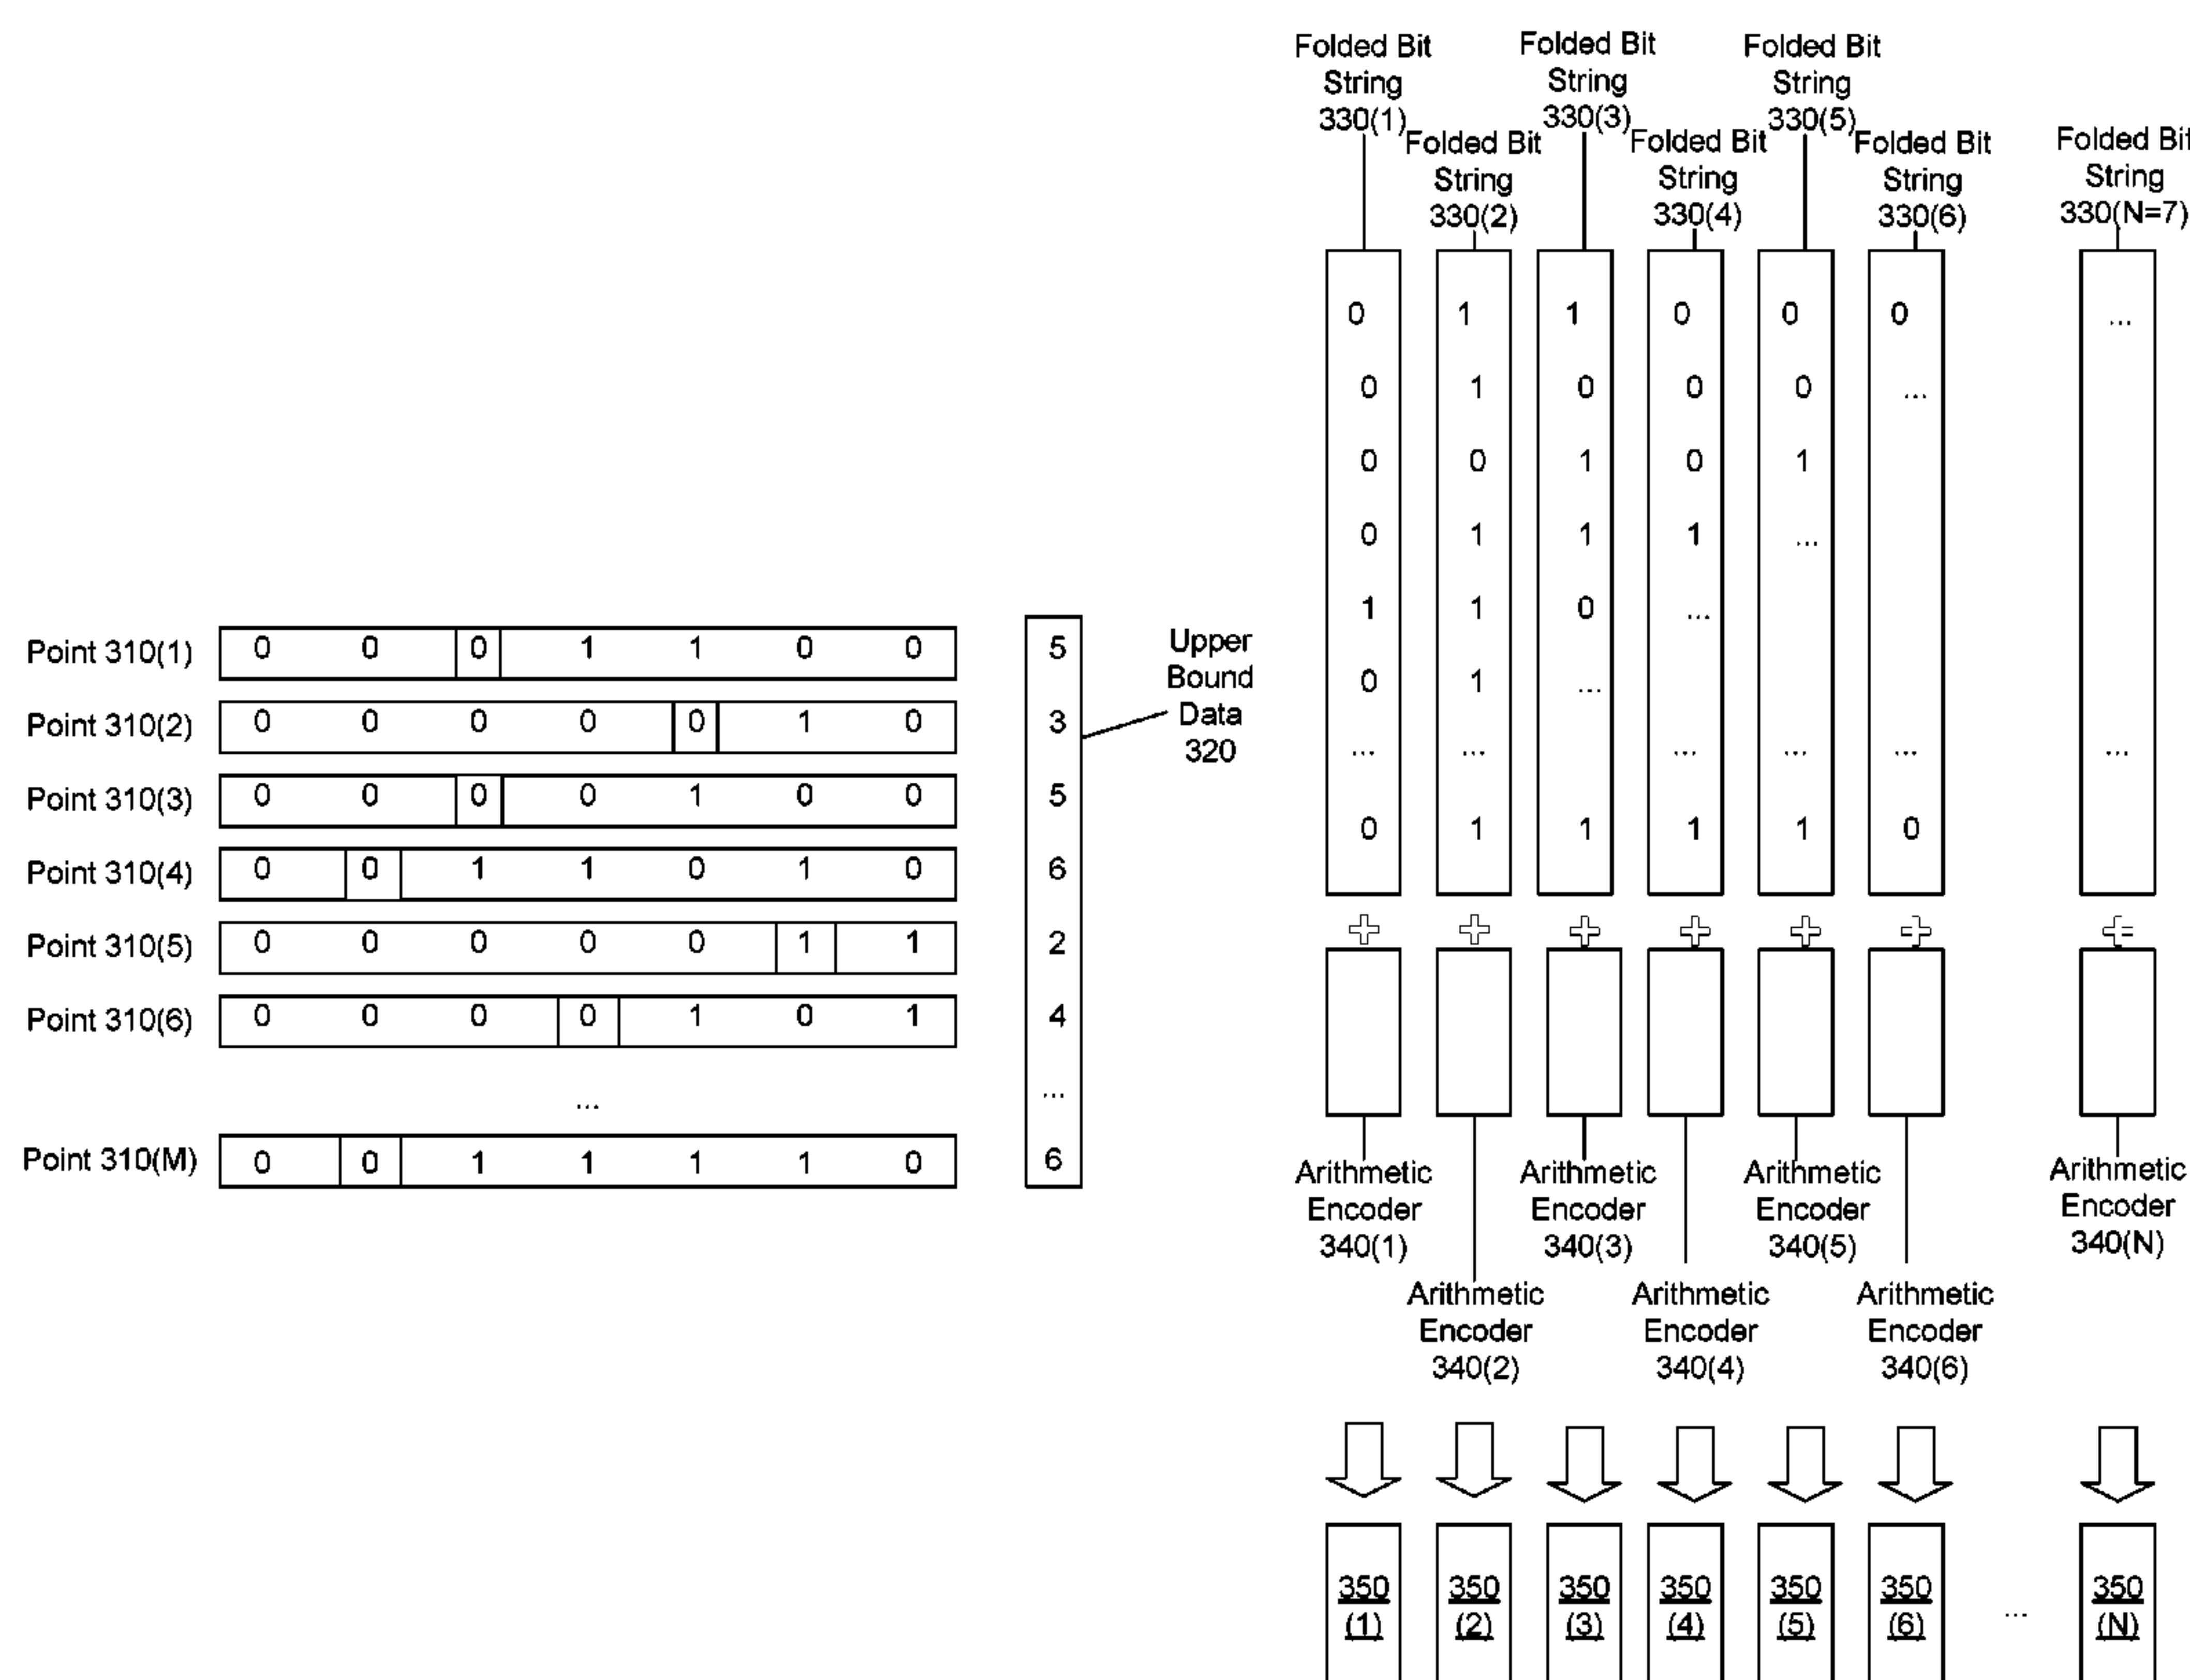 Folded Bit
String
330(1)
Folded Bit
String
330(3)
Folded Bit
String
330(5)
Folded Bit
String
330(2)
Folded Bit
String
330(4)
Folded Bit
String
330(6)
Folded Bit
String
330(N=7)
0 1 1 0 0 0 ...
0 1 0 0 0 ...
0 0 1 0 1
0 1 1 1 ...
1 1 0 ...
0 1 ...
... ... ... ... ... ...
0 1 1 1 1 0
Point 310(1) 0 0 0 1 1 0 0 5
Point 310(2) 0 0 0 0 0 1 0 3
Point 310(3) 0 0 0 0 1 0 0 5
Point 310(4) 0 0 1 1 0 1 0 6
Point 310(5) 0 0 0 0 0 1 1 2
Point 310(6) 0 0 0 0 1 0 1 4
... ...
Point 310(M) 0 0 1 1 1 1 0 6
Upper
Bound
Data
320
Arithmetic
Encoder
340(1)
Arithmetic
Encoder
340(3)
Arithmetic
Encoder
340(5)
Arithmetic
Encoder
340(N)
Arithmetic
Encoder
340(2)
Arithmetic
Encoder
340(4)
Arithmetic
Encoder
340(6)
350 350 350 350 350 350 ... 350
(1) (2) (3) (4) (5) (6) (N)